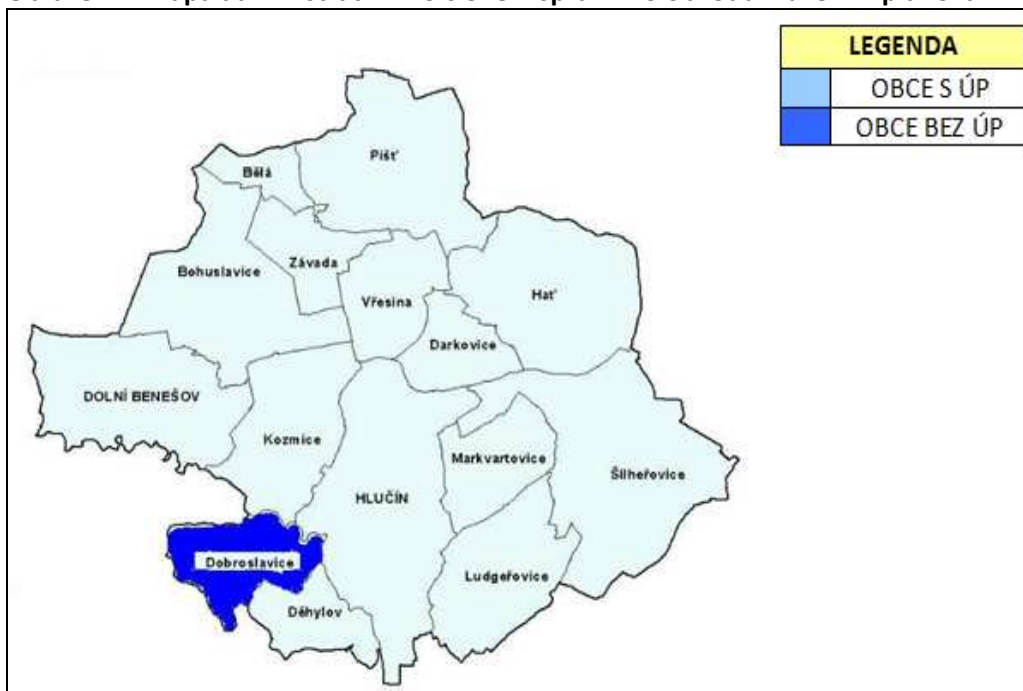 LEGENDA
OBCE S ÚP
OBCE BEZ ÚP
Píšť
Bělá
Bohuslavice
Závada
Hať
Vřesina
Darkovice
DOLNÍ BENEŠOV
Kozmice
Markvartovice
Šilheřovice
HLUČÍN
Dobroslavice
Ludgeřovice
Děhylov